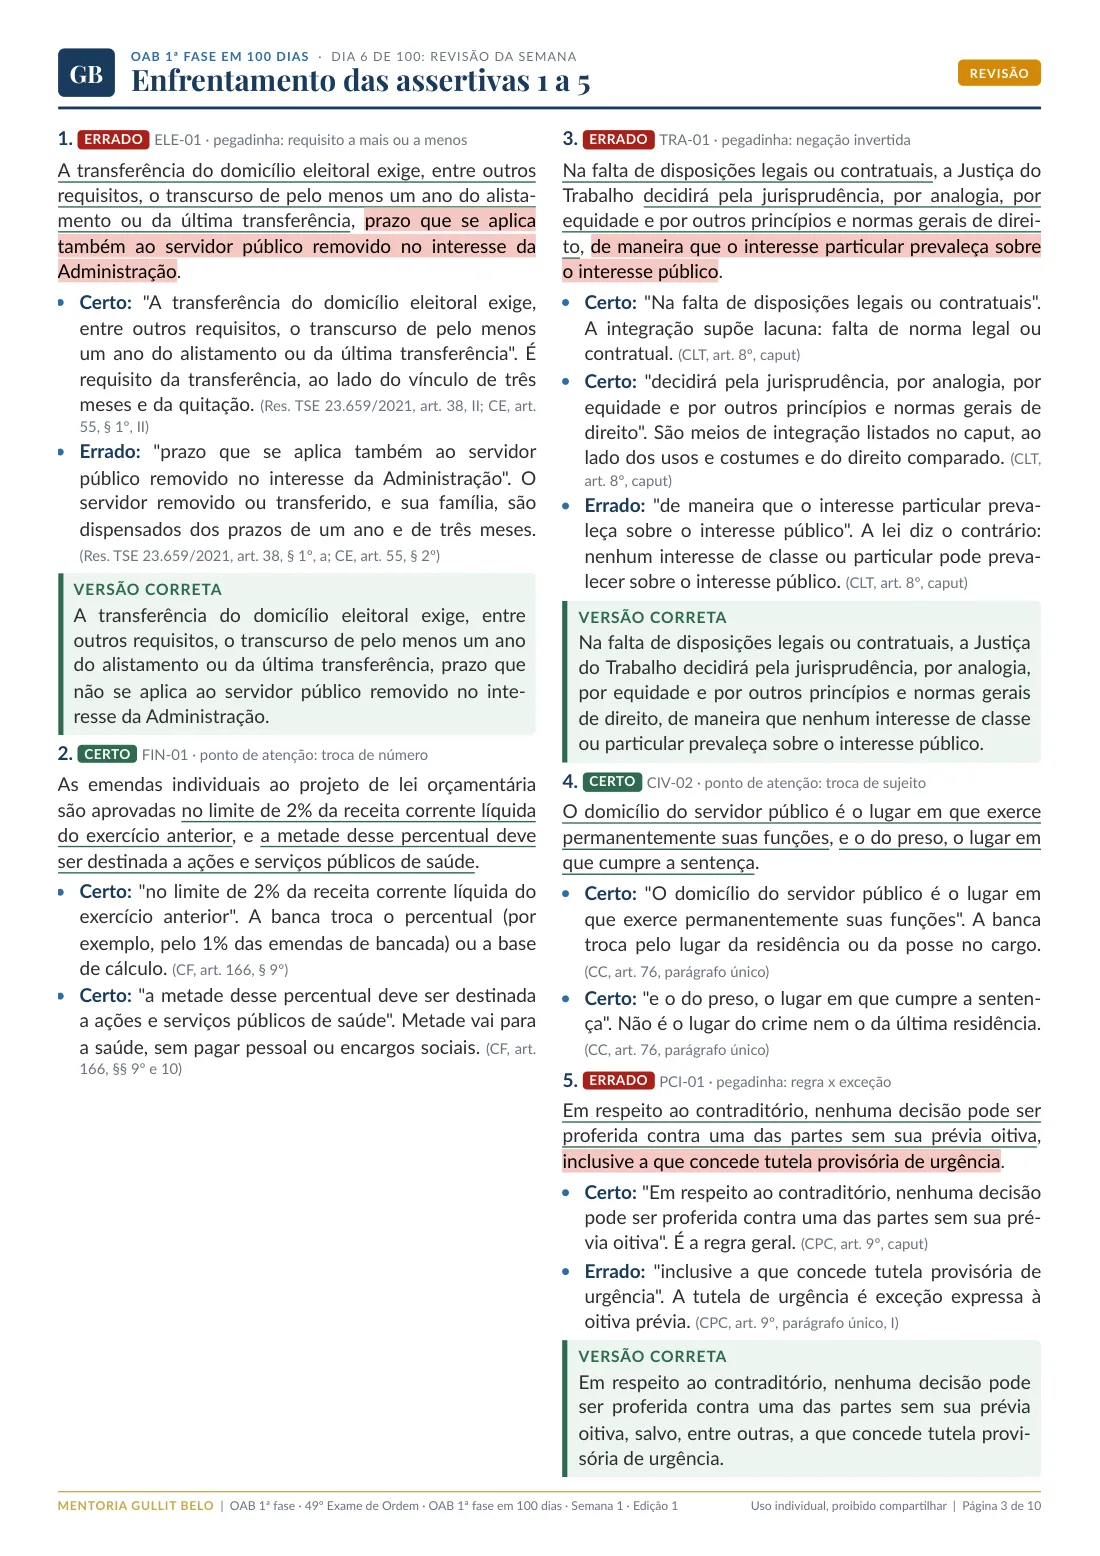 GB
OAB 1ª FASE EM 100 DIAS · DIA 6 DE 100: REVISÃO DA SEMANA
Enfrentamento das assertivas 1 a 5
REVISÃO
1. ERRADO ELE-01 · pegadinha: requisito a mais ou a menos
A transferência do domicílio eleitoral exige, entre outros
requisitos, o transcurso de pelo menos um ano do alista-
mento ou da última transferência, prazo que se aplica
também ao servidor público removido no interesse da
Administração.
• Certo: "A transferência do domicílio eleitoral exige,
entre outros requisitos, o transcurso de pelo menos
um ano do alistamento ou da última transferência". É
requisito da transferência, ao lado do vínculo de três
meses e da quitação. (Res. TSE 23.659/2021, art. 38, II; CE, art.
55, § 1º, II)
• Errado: "prazo que se aplica também ao servidor
público removido no interesse da Administração". O
servidor removido ou transferido, e sua família, são
dispensados dos prazos de um ano e de três meses.
(Res. TSE 23.659/2021, art. 38, § 1º, a; CE, art. 55, § 2º)
VERSÃO CORRETA
A transferência do domicílio eleitoral exige, entre
outros requisitos, o transcurso de pelo menos um ano
do alistamento ou da última transferência, prazo que
não se aplica ao servidor público removido no inte-
resse da Administração.
2. CERTO FIN-01 · ponto de atenção: troca de número
As emendas individuais ao projeto de lei orçamentária
são aprovadas no limite de 2% da receita corrente líquida
do exercício anterior, e a metade desse percentual deve
ser destinada a ações e serviços públicos de saúde.
• Certo: "no limite de 2% da receita corrente líquida do
exercício anterior". A banca troca o percentual (por
exemplo, pelo 1% das emendas de bancada) ou a base
de cálculo. (CF, art. 166, § 9º)
• Certo: "a metade desse percentual deve ser destinada
a ações e serviços públicos de saúde". Metade vai para
a saúde, sem pagar pessoal ou encargos sociais. (CF, art.
166, §§ 9º e 10)
3. ERRADO TRA-01 · pegadinha: negação invertida
Na falta de disposições legais ou contratuais, a Justiça do
Trabalho decidirá pela jurisprudência, por analogia, por
equidade e por outros princípios e normas gerais de direi-
to, de maneira que o interesse particular prevaleça sobre
o interesse público.
• Certo: "Na falta de disposições legais ou contratuais".
A integração supõe lacuna: falta de norma legal ou
contratual. (CLT, art. 8º, caput)
• Certo: "decidirá pela jurisprudência, por analogia, por
equidade e por outros princípios e normas gerais de
direito". São meios de integração listados no caput, ao
lado dos usos e costumes e do direito comparado. (CLT,
art. 8º, caput)
• Errado: "de maneira que o interesse particular preva-
leça sobre o interesse público". A lei diz o contrário:
nenhum interesse de classe ou particular pode preva-
lecer sobre o interesse público. (CLT, art. 8º, caput)
VERSÃO CORRETA
Na falta de disposições legais ou contratuais, a Justiça
do Trabalho decidirá pela jurisprudência, por analogia,
por equidade e por outros princípios e normas gerais
de direito, de maneira que nenhum interesse de classe
ou particular prevaleça sobre o interesse público.
4. CERTO CIV-02 · ponto de atenção: troca de sujeito
O domicílio do servidor público é o lugar em que exerce
permanentemente suas funções, e o do preso, o lugar em
que cumpre a sentença.
• Certo: "O domicílio do servidor público é o lugar em
que exerce permanentemente suas funções". A banca
troca pelo lugar da residência ou da posse no cargo.
(CC, art. 76, parágrafo único)
• Certo: "e o do preso, o lugar em que cumpre a senten-
ça". Não é o lugar do crime nem o da última residência.
(CC, art. 76, parágrafo único)
5. ERRADO PCI-01 · pegadinha: regra x exceção
Em respeito ao contraditório, nenhuma decisão pode ser
proferida contra uma das partes sem sua prévia oitiva,
inclusive a que concede tutela provisória de urgência.
• Certo: "Em respeito ao contraditório, nenhuma decisão
pode ser proferida contra uma das partes sem sua pré-
via oitiva". É a regra geral. (CPC, art. 9º, caput)
• Errado: "inclusive a que concede tutela provisória de
urgência". A tutela de urgência é exceção expressa à
oitiva prévia. (CPC, art. 9º, parágrafo único, I)
VERSÃO CORRETA
Em respeito ao contraditório, nenhuma decisão pode
ser proferida contra uma das partes sem sua prévia
oitiva, salvo, entre outras, a que concede tutela provi-
sória de urgência.
MENTORIA GULLIT BELO | OAB 1ª fase · 49º Exame de Ordem · OAB 1ª fase em 100 dias · Semana 1 · Edição 1
Uso individual, proibido compartilhar | Página 3 de 10